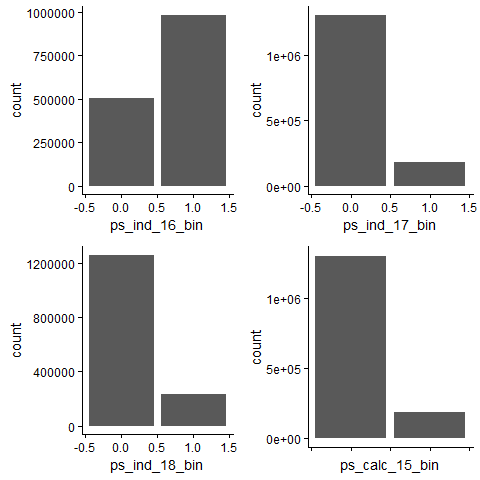 1000000
750000
500000
250000
0
count
-0.5 0.0 0.5 1.0 1.5
ps_ind_16_bin
1e+06
5e+05
0e+00
count
-0.5 0.0 0.5 1.0 1.5
ps_ind_17_bin
1200000
800000
400000
0
count
-0.5 0.0 0.5 1.0 1.5
ps_ind_18_bin
1e+06
5e+05
0e+00
count
ps_calc_15_bin